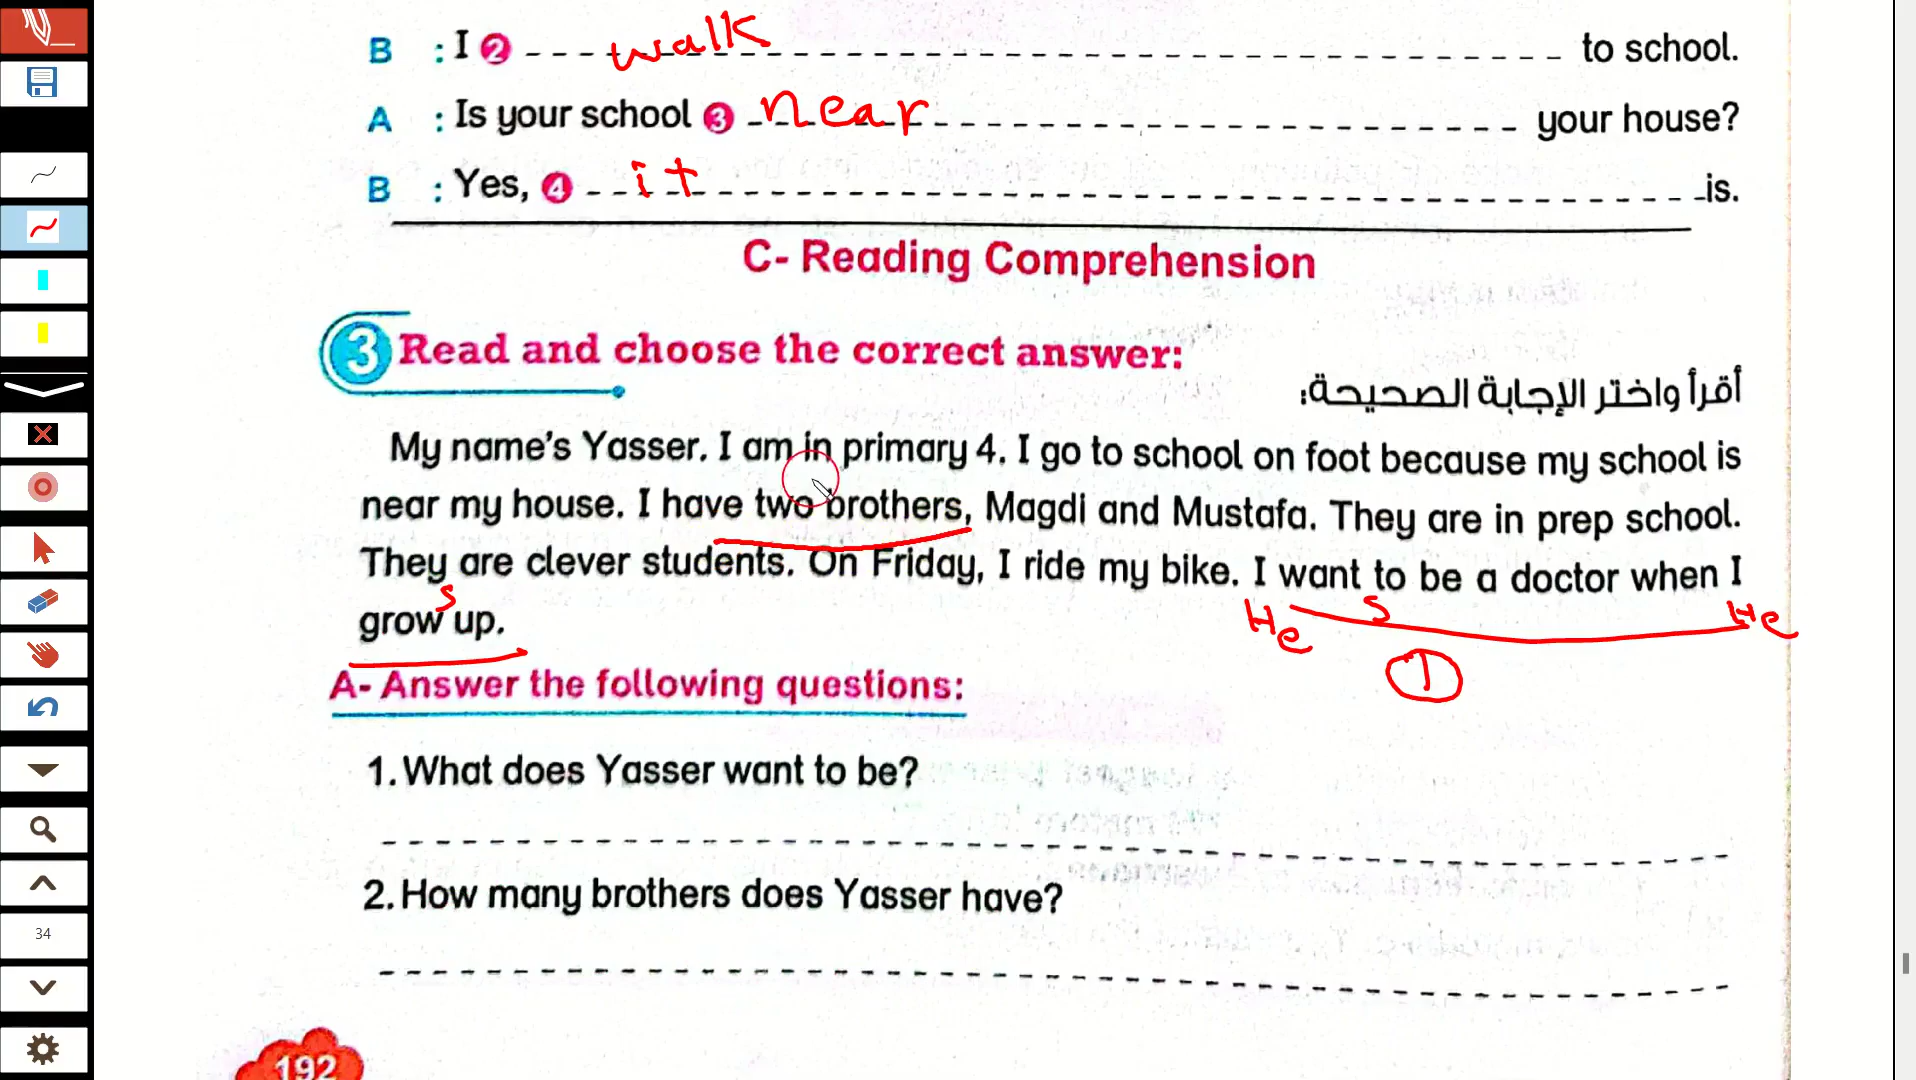 B : I 2 walk to school.
A : Is your school 3 near your house?
B : Yes, 4 it is.
C- Reading Comprehension
3 Read and choose the correct answer:
أقرأ واختر الإجابة الصحيحة:
My name's Yasser. I am in primary 4. I go to school on foot because my school is
near my house. I have two brothers, Magdi and Mustafa. They are in prep school.
They are clever students. On Friday, I ride my bike. I want to be a doctor when I
s He s He
grow up.
1
A- Answer the following questions:
1. What does Yasser want to be?
2. How many brothers does Yasser have?
34
192